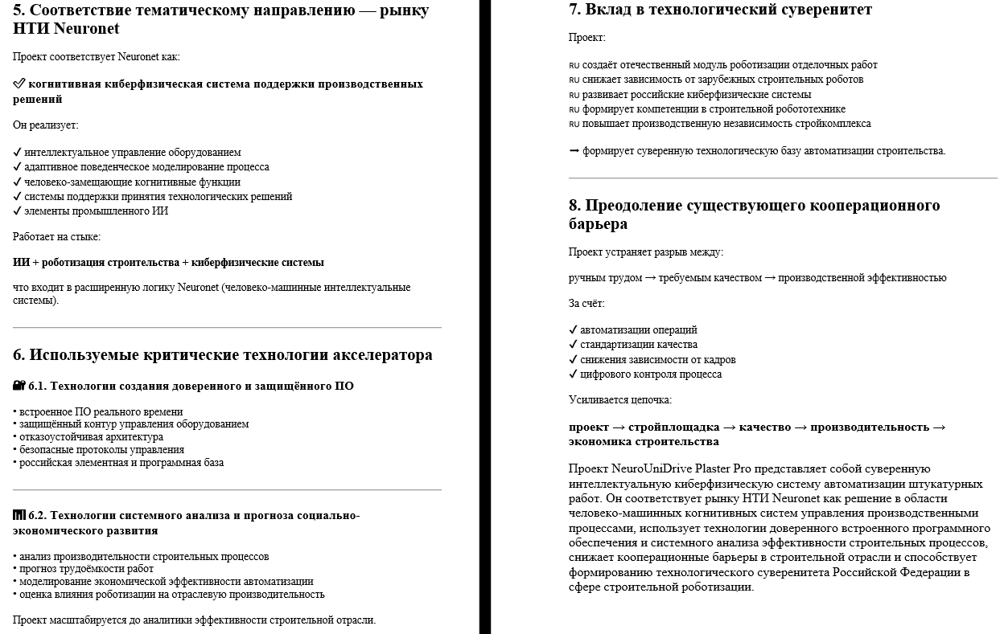 5. Соответствие тематическому направлению — рынку
НТИ Neuronet
Проект соответствует Neuronet как:
✅ когнитивная киберфизическая система поддержки производственных
решений
Он реализует:
✓ интеллектуальное управление оборудованием
✓ адаптивное поведенческое моделирование процесса
✓ человеко-замещающие когнитивные функции
✓ системы поддержки принятия технологических решений
✓ элементы промышленного ИИ
Работает на стыке:
ИИ + роботизация строительства + киберфизические системы
что входит в расширенную логику Neuronet (человеко-машинные интеллектуальные
системы).
6. Используемые критические технологии акселератора
🔐 6.1. Технологии создания доверенного и защищённого ПО
• встроенное ПО реального времени
• защищённый контур управления оборудованием
• отказоустойчивая архитектура
• безопасные протоколы управления
• российская элементная и программная база
📊 6.2. Технологии системного анализа и прогноза социально-
экономического развития
• анализ производительности строительных процессов
• прогноз трудоёмкости работ
• моделирование экономической эффективности автоматизации
• оценка влияния роботизации на отраслевую производительность
Проект масштабируется до аналитики эффективности строительной отрасли.
7. Вклад в технологический суверенитет
Проект:
RU создаёт отечественный модуль роботизации отделочных работ
RU снижает зависимость от зарубежных строительных роботов
RU развивает российские киберфизические системы
RU формирует компетенции в строительной робототехнике
RU повышает производственную независимость стройкомплекса
→ формирует суверенную технологическую базу автоматизации строительства.
8. Преодоление существующего кооперационного
барьера
Проект устраняет разрыв между:
ручным трудом → требуемым качеством → производственной эффективностью
За счёт:
✓ автоматизации операций
✓ стандартизации качества
✓ снижения зависимости от кадров
✓ цифрового контроля процесса
Усиливается цепочка:
проект → стройплощадка → качество → производительность →
экономика строительства
Проект NeuroUniDrive Plaster Pro представляет собой суверенную
интеллектуальную киберфизическую систему автоматизации штукатурных
работ. Он соответствует рынку НТИ Neuronet как решение в области
человеко-машинных когнитивных систем управления производственными
процессами, использует технологии доверенного встроенного программного
обеспечения и системного анализа эффективности строительных процессов,
снижает кооперационные барьеры в строительной отрасли и способствует
формированию технологического суверенитета Российской Федерации в
сфере строительной роботизации.